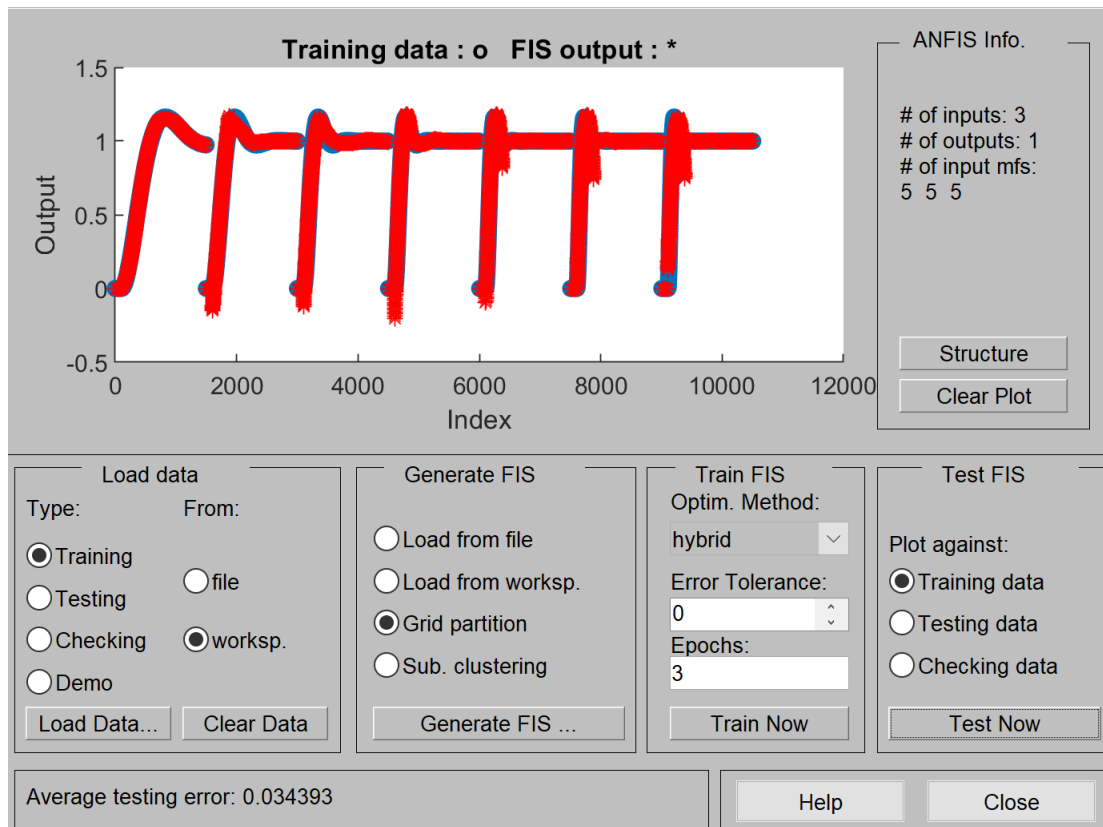 Training data : o   FIS output : *
1.5
1
0.5
0
-0.5
Output
0
2000
4000
6000
8000
10000
12000
Index
ANFIS Info.
# of inputs: 3
# of outputs: 1
# of input mfs:
5  5  5
Structure
Clear Plot
Load data
Type:
From:
Training
Testing
Checking
Demo
file
worksp.
Load Data...
Clear Data
Generate FIS
Load from file
Load from worksp.
Grid partition
Sub. clustering
Generate FIS ...
Train FIS
Optim. Method:
hybrid
Error Tolerance:
0
Epochs:
3
Train Now
Test FIS
Plot against:
Training data
Testing data
Checking data
Test Now
Average testing error: 0.034393
Help
Close